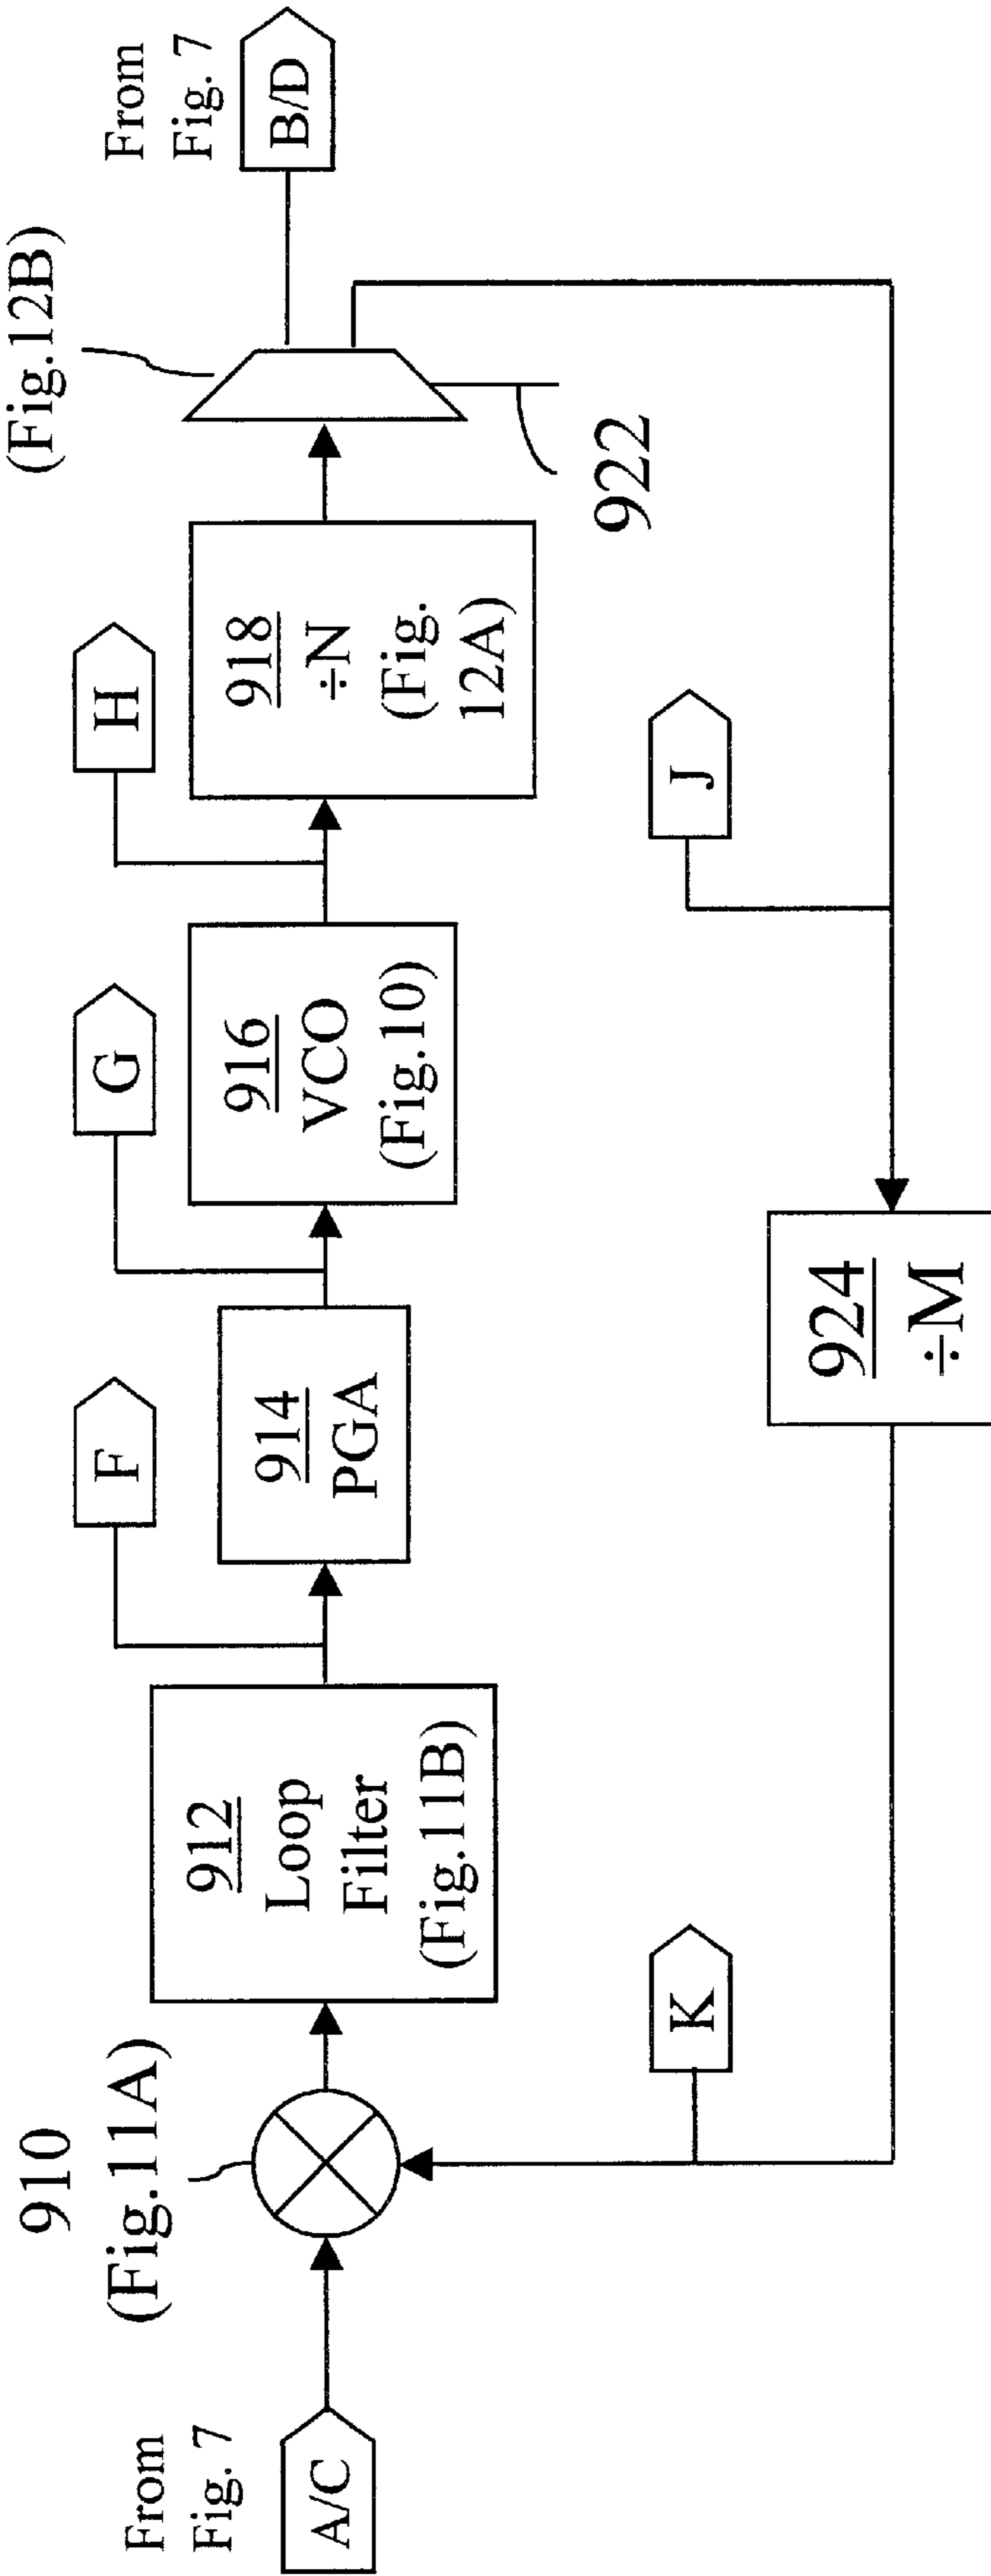 From
Fig. 7
A/C
910
(Fig.11A)
912
Loop
Filter
(Fig.11B)
F
914
PGA
G
916
VCO
(Fig.10)
H
918
÷N
(Fig.
12A)
(Fig.12B)
922
From
Fig. 7
B/D
K
924
÷M
J